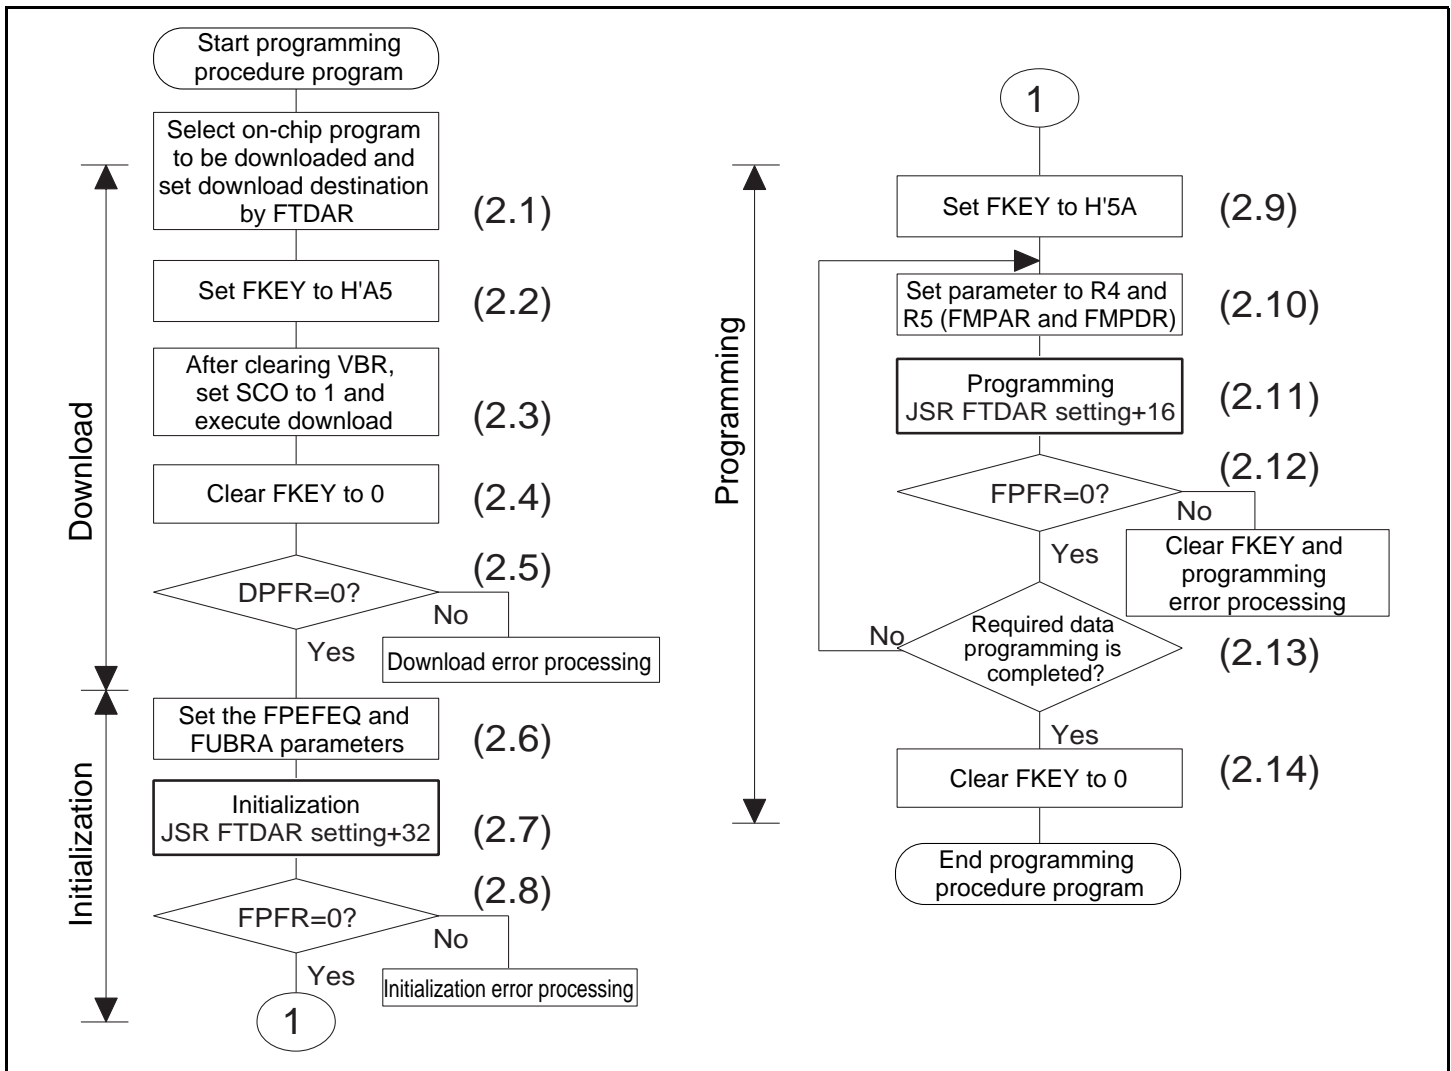 Start programming
procedure program
Select on-chip program
to be downloaded and
set download destination
by FTDAR
(2.1)
Set FKEY to H'A5
(2.2)
After clearing VBR,
set SCO to 1 and
execute download
(2.3)
Clear FKEY to 0
(2.4)
DPFR=0?
(2.5)
No
Yes
Download error processing
Download
Set the FPEFEQ and
FUBRA parameters
(2.6)
Initialization
JSR FTDAR setting+32
(2.7)
FPFR=0?
(2.8)
No
Yes
Initialization error processing
Initialization
1
1
Set FKEY to H'5A
(2.9)
Set parameter to R4 and
R5 (FMPAR and FMPDR)
(2.10)
Programming
JSR FTDAR setting+16
(2.11)
FPFR=0?
(2.12)
No
Yes
Clear FKEY and
programming
error processing
Required data
programming is
completed?
(2.13)
No
Yes
Clear FKEY to 0
(2.14)
Programming
End programming
procedure program